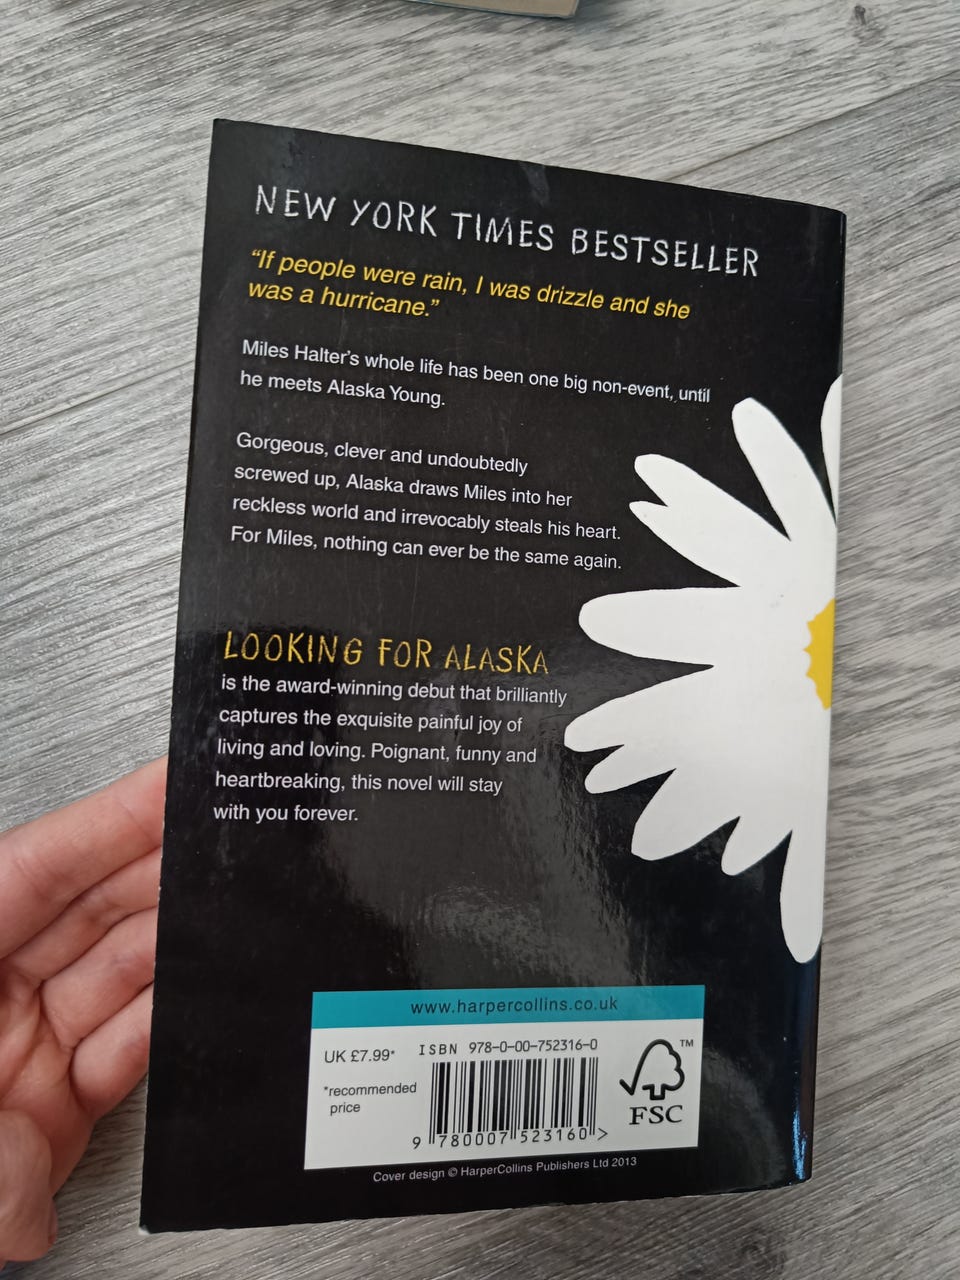 NEW YORK TIMES BESTSELLER
“If people were rain, I was drizzle and she
was a hurricane.”
Miles Halter’s whole life has been one big non-event, until
he meets Alaska Young.
Gorgeous, clever and undoubtedly
screwed up, Alaska draws Miles into her
reckless world and irrevocably steals his heart.
For Miles, nothing can ever be the same again.
LOOKING FOR ALASKA
is the award-winning debut that brilliantly
captures the exquisite painful joy of
living and loving. Poignant, funny and
heartbreaking, this novel will stay
with you forever.
www.harpercollins.co.uk
UK £7.99*
*recommended
price
ISBN 978-0-00-752316-0
9 780007 523160 >
TM
FSC
Cover design © HarperCollins Publishers Ltd 2013